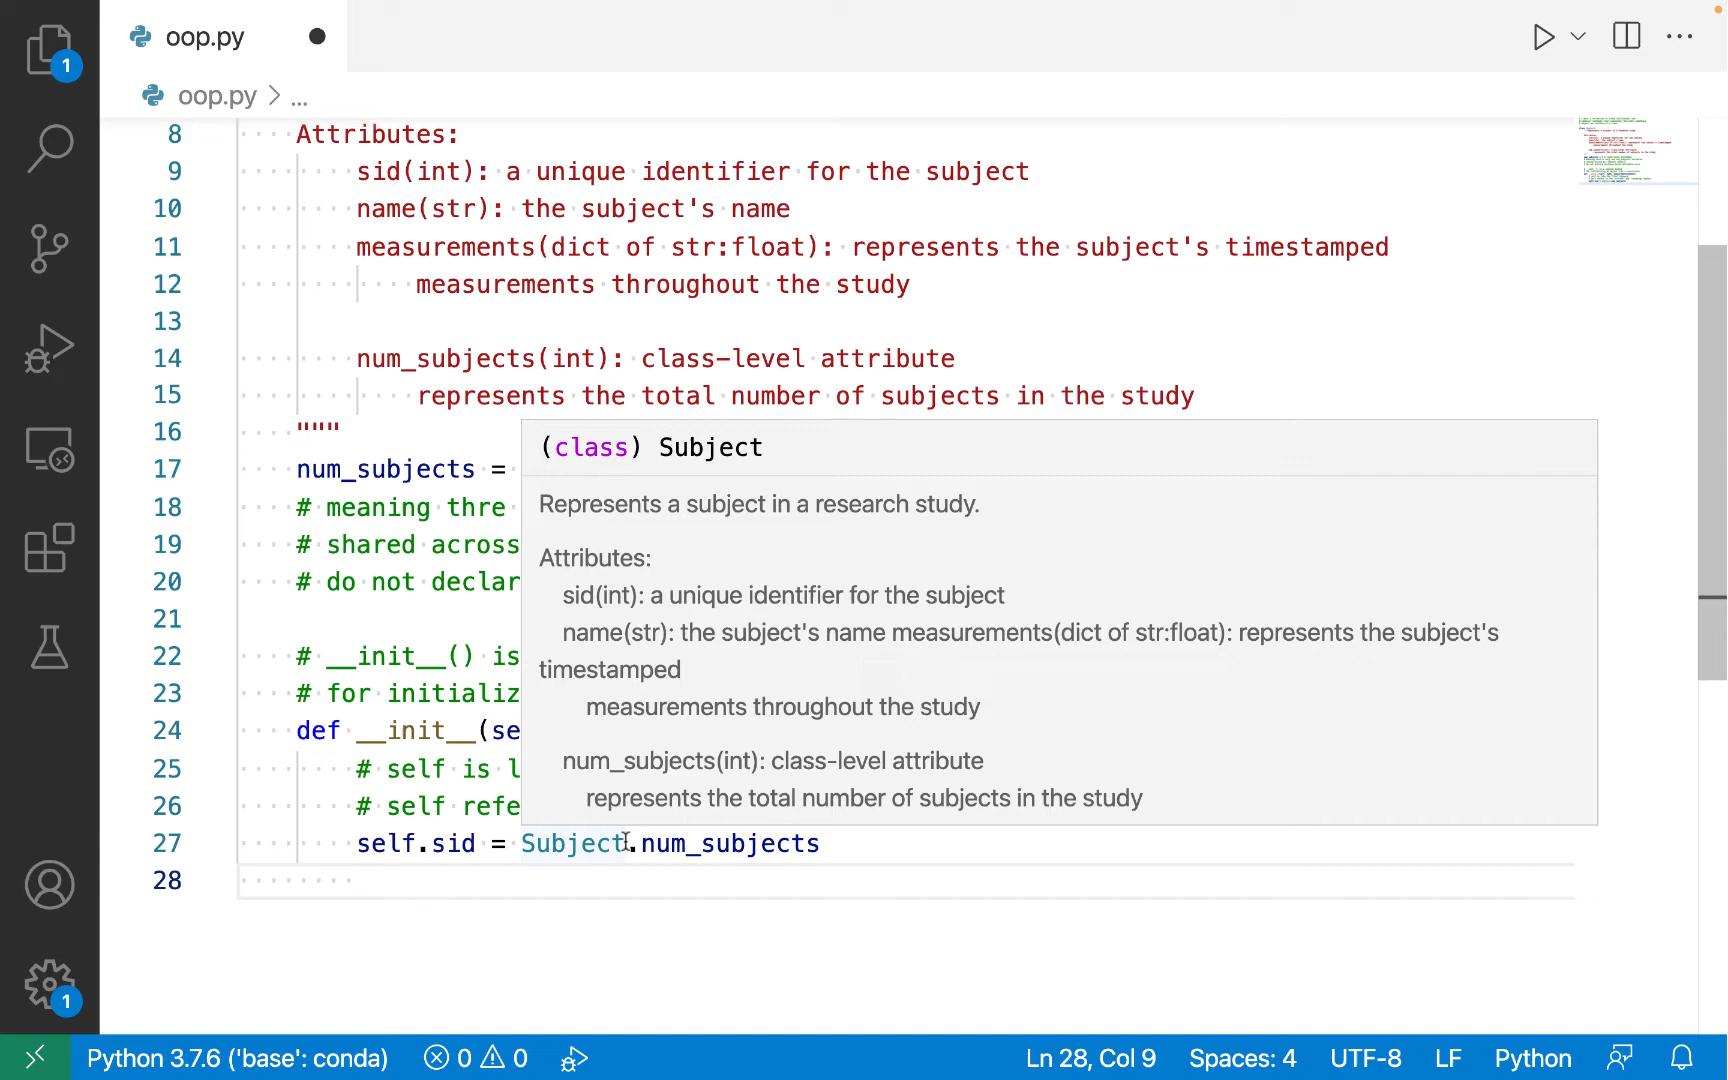 1
oop.py
oop.py > ...
8 Attributes:
9 sid(int): a unique identifier for the subject
10 name(str): the subject's name
11 measurements(dict of str:float): represents the subject's timestamped
12 measurements throughout the study
13
14 num_subjects(int): class-level attribute
15 represents the total number of subjects in the study
16 """
17 num_subjects =
18 # meaning thre
19 # shared across
20 # do not declar
21
22 # __init__() is
23 # for initializ
24 def __init__(se
25 # self is l
26 # self refe
27 self.sid = Subject.num_subjects
28
(class) Subject
Represents a subject in a research study.
Attributes:
sid(int): a unique identifier for the subject
name(str): the subject's name measurements(dict of str:float): represents the subject's
timestamped
measurements throughout the study
num_subjects(int): class-level attribute
represents the total number of subjects in the study
1
Python 3.7.6 ('base': conda) 0 0 Ln 28, Col 9 Spaces: 4 UTF-8 LF Python